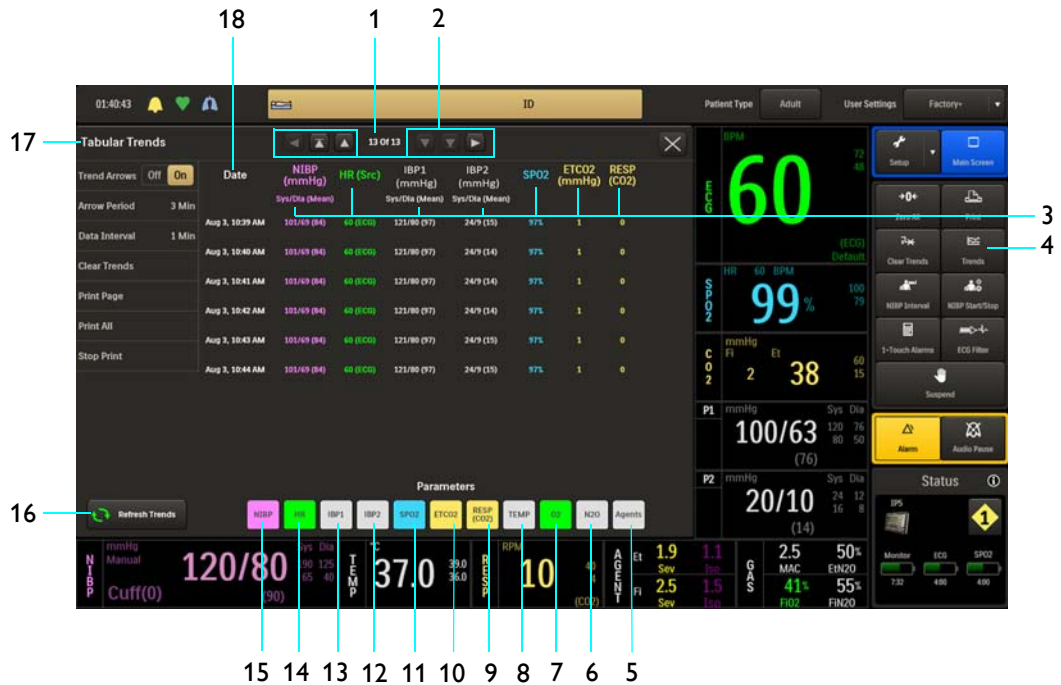 18 1 2
01:40:43 ID Patient Type Adult User Settings Factory+
17 Tabular Trends 13 Of 13
Trend Arrows Off On
Arrow Period 3 Min
Data Interval 1 Min
Clear Trends
Print Page
Print All
Stop Print
Date NIBP (mmHg) HR (Src) IBP1 (mmHg) IBP2 (mmHg) SPO2 ETCO2 (mmHg) RESP (CO2)
Sys/Dia (Mean) Sys/Dia (Mean) Sys/Dia (Mean)
Aug 3, 10:39 AM 101/69 (84) 60 (ECG) 121/80 (97) 24/9 (15) 97% 1 0
Aug 3, 10:40 AM 101/69 (84) 60 (ECG) 121/80 (97) 24/9 (14) 97% 1 0
Aug 3, 10:41 AM 101/69 (84) 60 (ECG) 121/80 (97) 24/9 (14) 97% 1 0
Aug 3, 10:42 AM 101/69 (84) 60 (ECG) 121/80 (97) 24/9 (14) 97% 1 0
Aug 3, 10:43 AM 101/69 (84) 60 (ECG) 121/80 (97) 24/9 (15) 97% 1 0
Aug 3, 10:44 AM 101/69 (84) 60 (ECG) 121/80 (97) 24/9 (15) 97% 1 0
Parameters
16 Refresh Trends NIBP HR IBP1 IBP2 SPO2 ETCO2 RESP (CO2) TEMP O2 N2O Agents
ECG BPM 60 72 48
(ECG)
Default
SPO2 HR 60 BPM
99% 100 79
CO2 mmHg
Fi 2 Et 38 60 15
P1 mmHg Sys Dia
100/63 120 76
80 50
(76)
P2 mmHg Sys Dia
20/10 24 12
16 8
(14)
Setup Main Screen
Zero All Print 3
Clear Trends Trends 4
NIBP Interval NIBP Start/Stop
1-Touch Alarms ECG Filter
Suspend
Alarm Audio Pause
Status
IPS 1
Monitor ECG SPO2
7:32 4:00 4:00
NIBP mmHg Sys Dia
Manual 120/80 190 125
65 40
Cuff(0) (90)
TEMP °C 37.0 39.0
36.0
RESP RPM 10 40
4
(CO2)
AGENT Et 1.9 Sev 1.1 Iso
Fi 2.5 Sev 1.5 Iso
GAS 2.5 MAC 50% EtN2O
41% FiO2 55% FiN2O
15 14 13 12 11 10 9 8 7 6 5